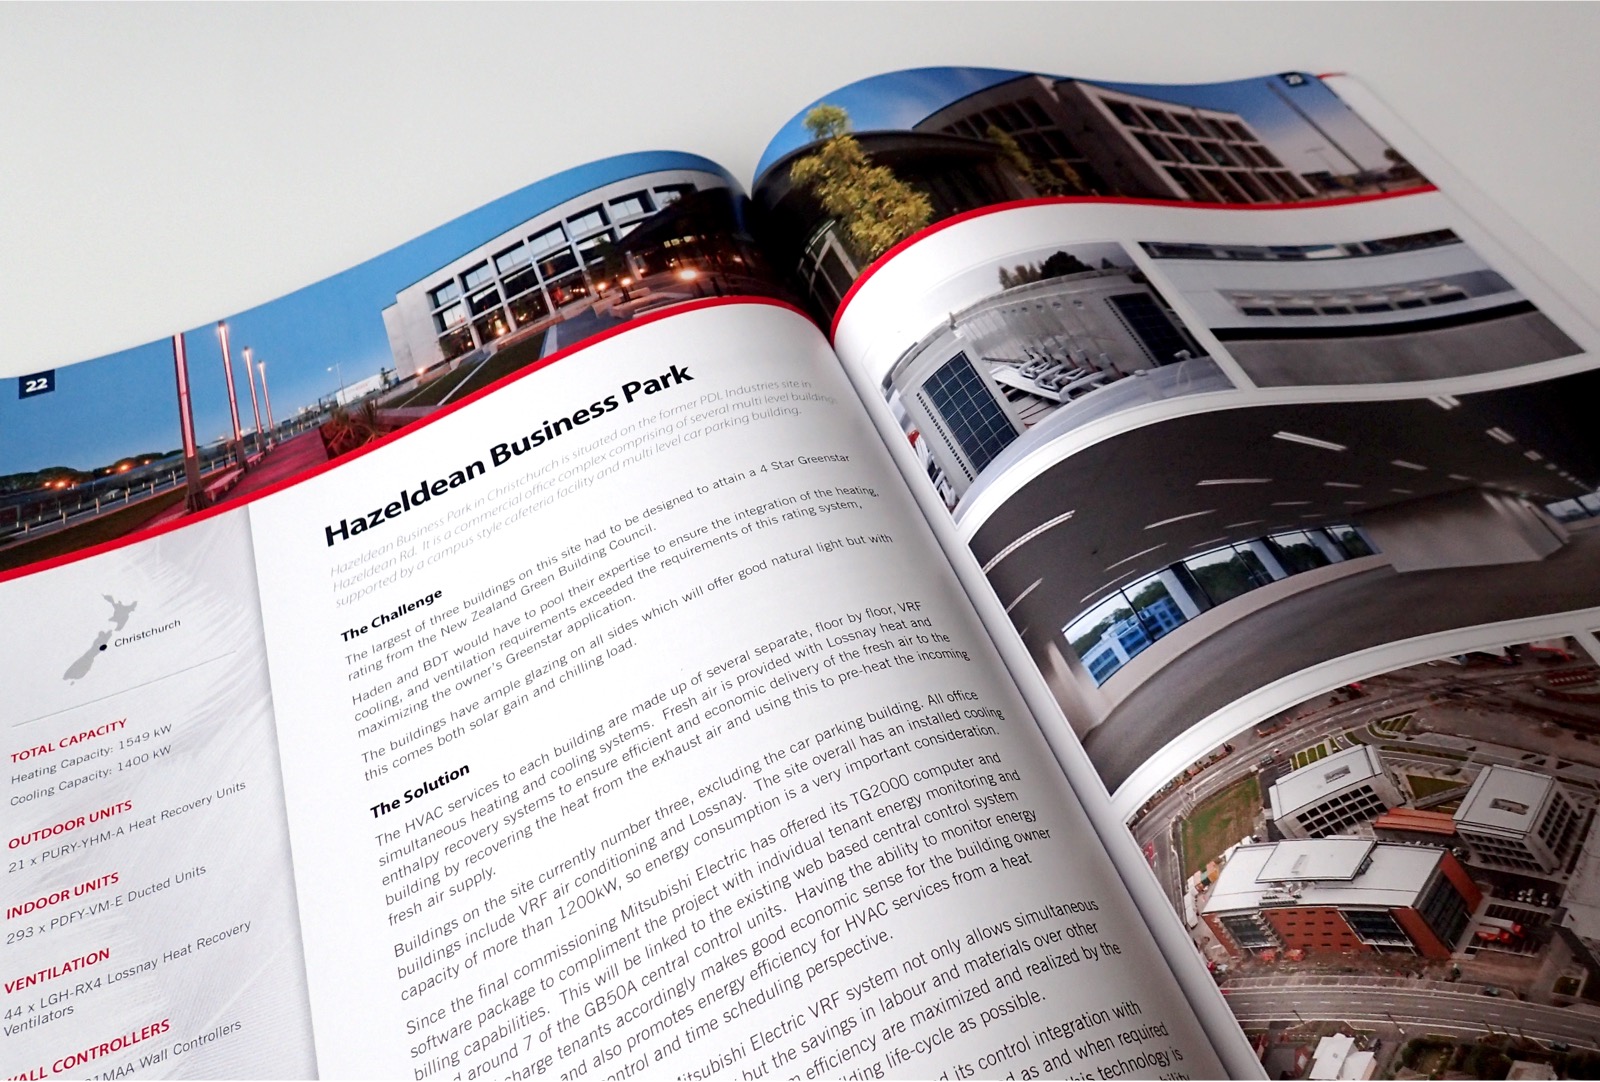 22
23
Hazeldean Business Park
Hazeldean Business Park in Christchurch is situated on the former PDL Industries site in
Hazeldean Rd. It is a commercial office complex comprising of several multi level buildings
supported by a campus style cafeteria facility and multi level car parking building.
The Challenge
The largest of three buildings on this site had to be designed to attain a 4 Star Greenstar
rating from the New Zealand Green Building Council.
Haden and BDT would have to pool their expertise to ensure the integration of the heating,
cooling, and ventilation requirements exceeded the requirements of this rating system,
maximizing the owner's Greenstar application.
The buildings have ample glazing on all sides which will offer good natural light but with
this comes both solar gain and chilling load.
The Solution
The HVAC services to each building are made up of several separate, floor by floor, VRF
simultaneous heating and cooling systems. Fresh air is provided with Lossnay heat and
enthalpy recovery systems to ensure efficient and economic delivery of the fresh air to the
building by recovering the heat from the exhaust air and using this to pre-heat the incoming
fresh air supply.
Buildings on the site currently number three, excluding the car parking building. All office
buildings include VRF air conditioning and Lossnay. The site overall has an installed cooling
capacity of more than 1200kW, so energy consumption is a very important consideration.
Since the final commissioning Mitsubishi Electric has offered its TG2000 computer and
software package to compliment the project with individual tenant energy monitoring and
billing capabilities. This will be linked to the existing web based central control system
around 7 of the GB50A central control units. Having the ability to monitor energy
charge tenants accordingly makes good economic sense for the building owner
and also promotes energy efficiency for HVAC services from a heat
control and time scheduling perspective.
Mitsubishi Electric VRF system not only allows simultaneous
but the savings in labour and materials over other
efficiency are maximized and realized by the
building life-cycle as possible.
its control integration with
as and when required
this technology is
Christchurch
TOTAL CAPACITY
Heating Capacity: 1549 kW
Cooling Capacity: 1400 kW
OUTDOOR UNITS
21 x PURY-YHM-A Heat Recovery Units
INDOOR UNITS
293 x PDFY-VM-E Ducted Units
VENTILATION
44 x LGH-RX4 Lossnay Heat Recovery
Ventilators
WALL CONTROLLERS
Wall Controllers